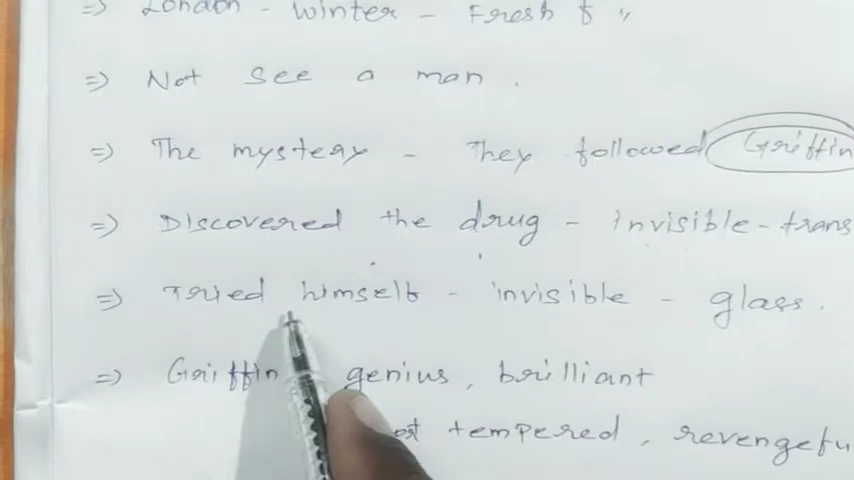 => London - Winter - Fresh f "
=> Not see a man .
=> The mystery - They followed Griffin
=> Discovered the drug - invisible - trans
=> Tried himself - invisible - glass .
=> Griffin genius , brilliant
tempered , revengefu